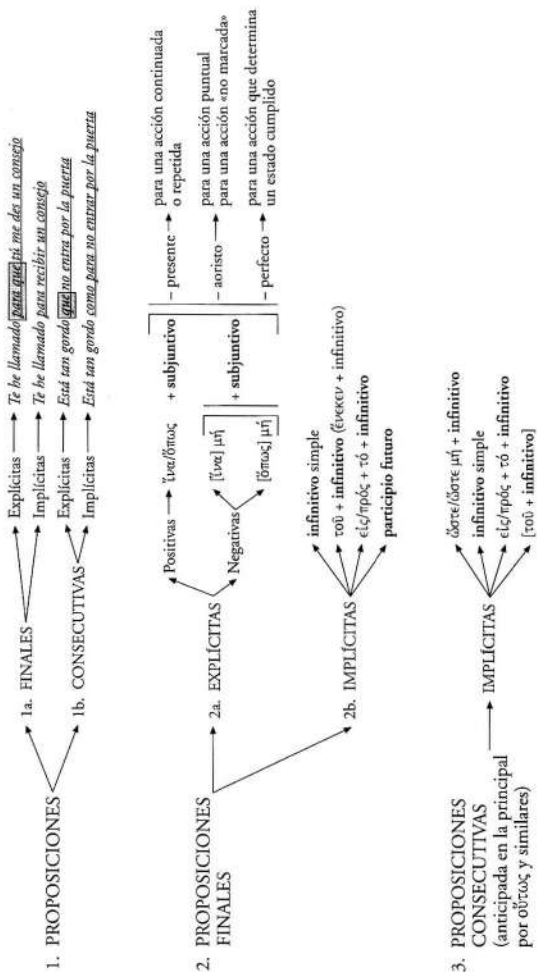 1. PROPOSICIONES
1a. FINALES
Explícitas
Te he llamado para que tú me des un consejo
Implícitas
Te he llamado para recibir un consejo
1b. CONSECUTIVAS
Explícitas
Está tan gordo que no entra por la puerta
Implícitas
Está tan gordo como para no entrar por la puerta
2. PROPOSICIONES
FINALES
2a. EXPLÍCITAS
Positivas
ἵνα/ὅπως + subjuntivo
Negativas
[ἵνα] μή
[ὅπως] μή
+ subjuntivo
– presente
para una acción continuada
o repetida
– aoristo
para una acción puntual
para una acción «no marcada»
– perfecto
para una acción que determina
un estado cumplido
2b. IMPLÍCITAS
infinitivo simple
τοῦ + infinitivo (ἕνεκεν + infinitivo)
εἰς/πρός + τό + infinitivo
participio futuro
3. PROPOSICIONES
CONSECUTIVAS
(anticipada en la principal
por οὕτως y similares)
IMPLÍCITAS
ὥστε/ὥστε μή + infinitivo
infinitivo simple
εἰς/πρός + τό + infinitivo
[τοῦ + infinitivo]